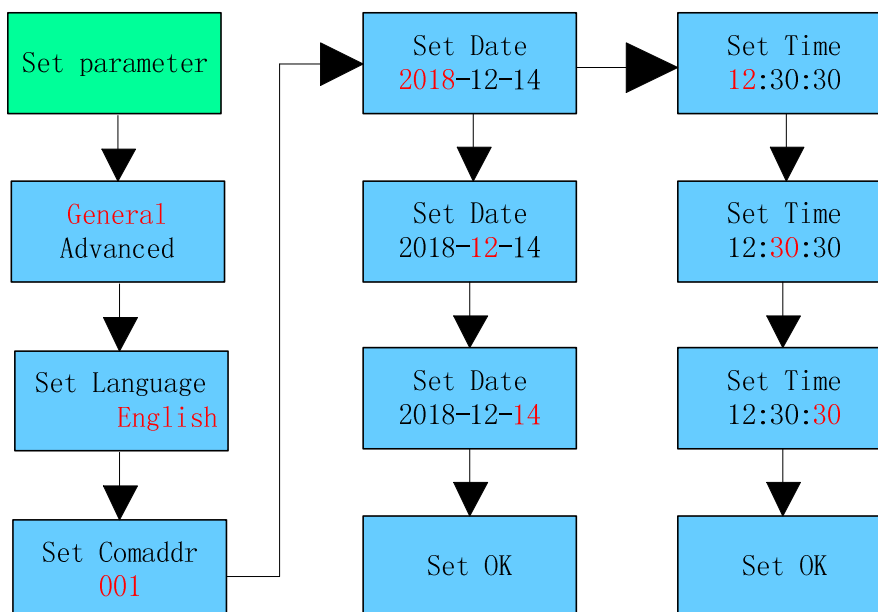 Set parameter
General
Advanced
Set Language
English
Set Comaddr
001
Set Date
2018-12-14
Set Date
2018-12-14
Set Date
2018-12-14
Set OK
Set Time
12:30:30
Set Time
12:30:30
Set Time
12:30:30
Set OK